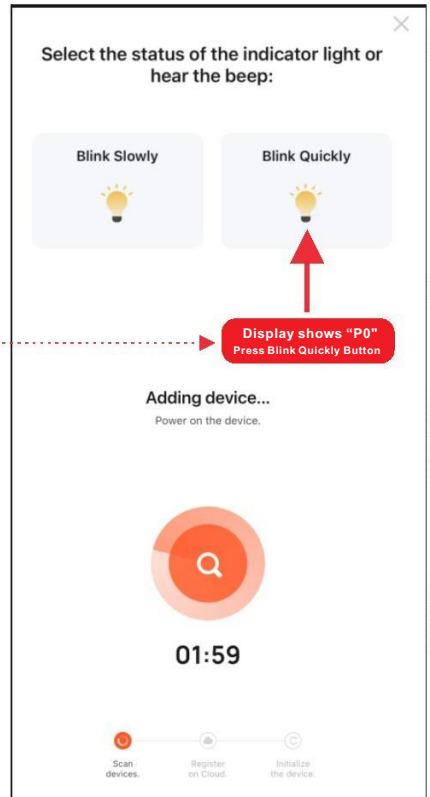 Select the status of the indicator light or
hear the beep:
Blink Slowly
Blink Quickly
Display shows “P0"
Press Blink Quickly Button
Adding device...
Power on the device.
01:59
Scan
devices.
Register
on Cloud.
Initialize
the device.